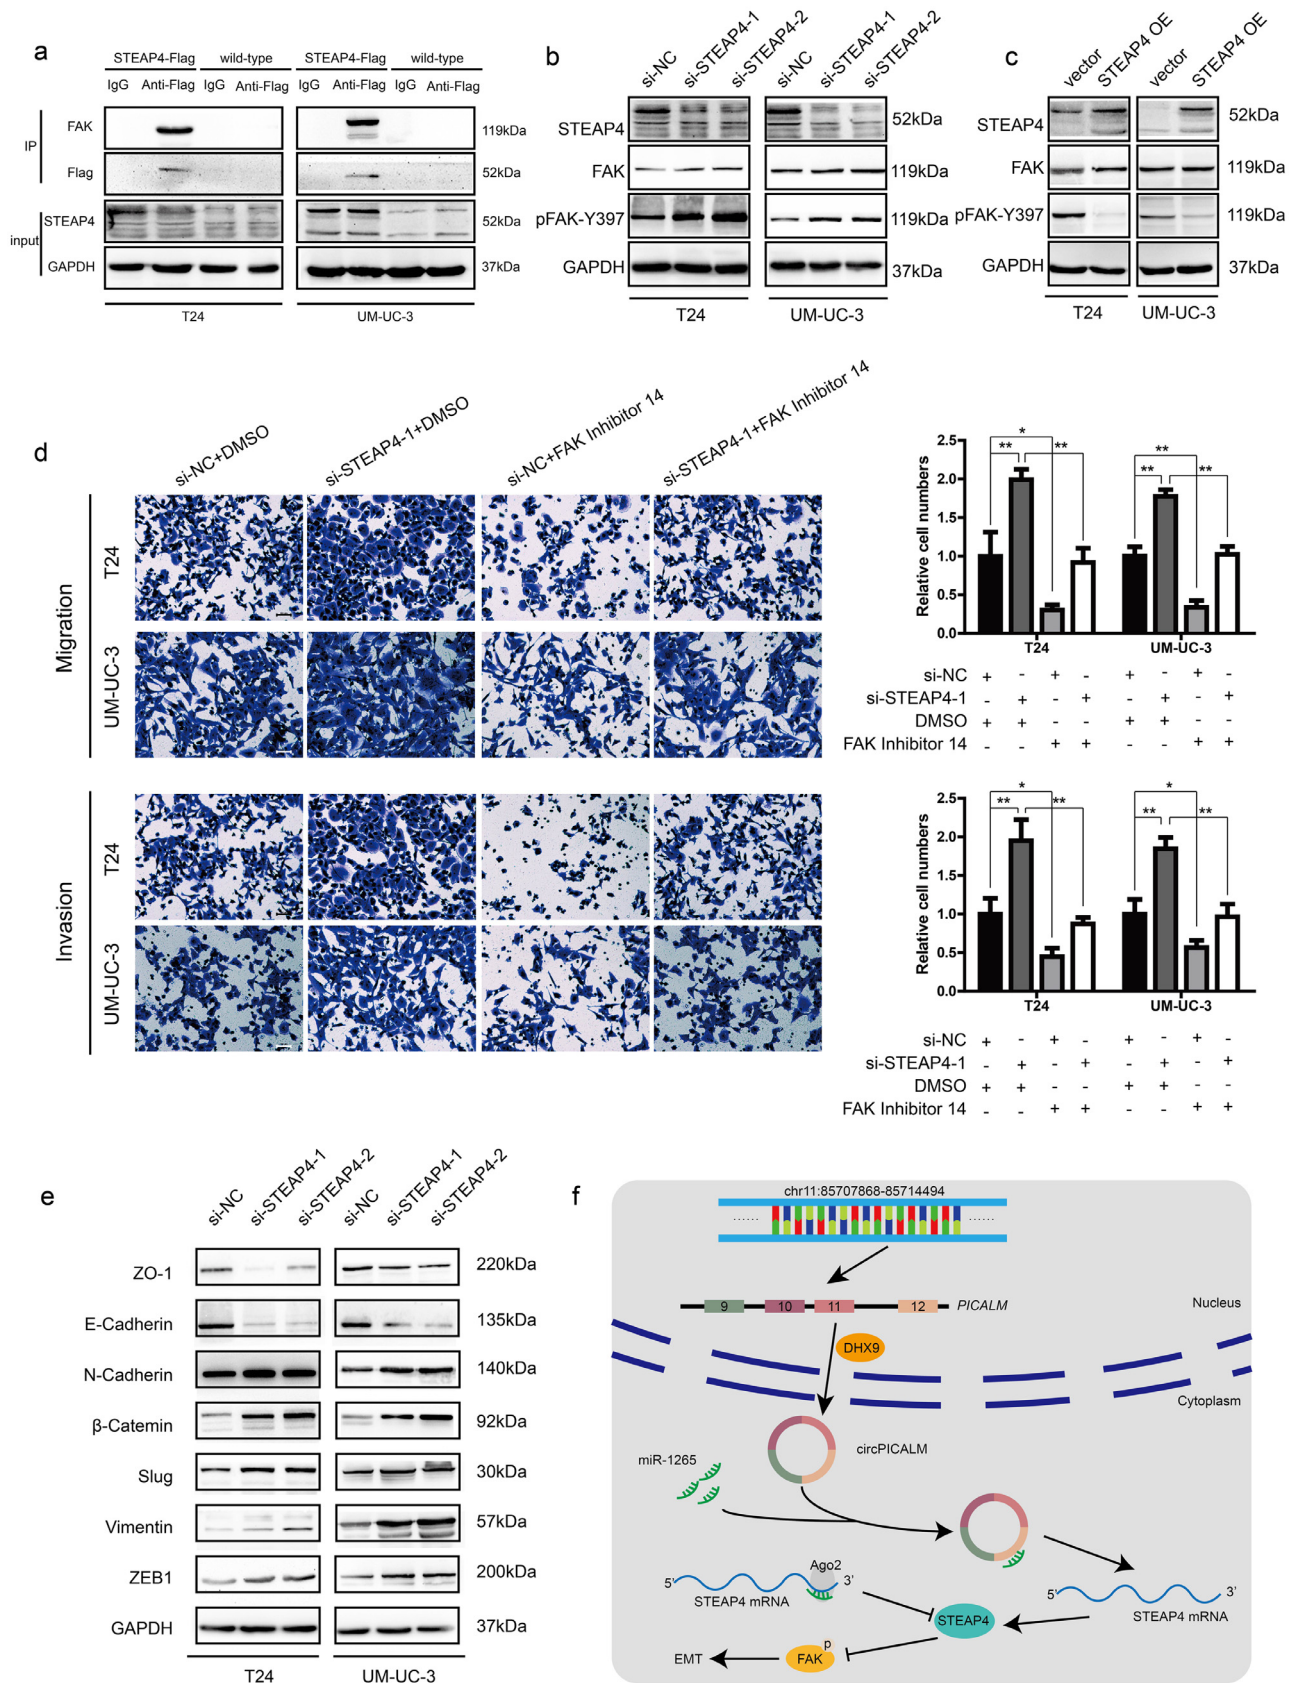 a
STEAP4-Flag wild-type STEAP4-Flag wild-type
IgG Anti-Flag IgG Anti-Flag IgG Anti-Flag IgG Anti-Flag
IP
FAK 119kDa
Flag 52kDa
input
STEAP4 52kDa
GAPDH 37kDa
T24 UM-UC-3
b
si-NC si-STEAP4-1 si-STEAP4-2 si-NC si-STEAP4-1 si-STEAP4-2
STEAP4 52kDa
FAK 119kDa
pFAK-Y397 119kDa
GAPDH 37kDa
T24 UM-UC-3
c
vector STEAP4 OE vector STEAP4 OE
STEAP4 52kDa
FAK 119kDa
pFAK-Y397 119kDa
GAPDH 37kDa
T24 UM-UC-3
d
si-NC+DMSO si-STEAP4-1+DMSO si-NC+FAK Inhibitor 14 si-STEAP4-1+FAK Inhibitor 14
Migration
T24
UM-UC-3
Invasion
T24
UM-UC-3
Relative cell numbers
2.5
2.0
1.5
1.0
0.5
0.0
* ** ** ** ** **
T24 UM-UC-3
si-NC + - + - + - + -
si-STEAP4-1 - + - + - + - +
DMSO + + - - + + - -
FAK Inhibitor 14 - - + + - - + +
Relative cell numbers
2.5
2.0
1.5
1.0
0.5
0.0
* ** ** * ** **
T24 UM-UC-3
si-NC + - + - + - + -
si-STEAP4-1 - + - + - + - +
DMSO + + - - + + - -
FAK Inhibitor 14 - - + + - - + +
e
si-NC si-STEAP4-1 si-STEAP4-2 si-NC si-STEAP4-1 si-STEAP4-2
ZO-1 220kDa
E-Cadherin 135kDa
N-Cadherin 140kDa
β-Catemin 92kDa
Slug 30kDa
Vimentin 57kDa
ZEB1 200kDa
GAPDH 37kDa
T24 UM-UC-3
f
chr11:85707868-85714494
...... ......
9 10 11 12 PICALM
Nucleus
DHX9
Cytoplasm
circPICALM
miR-1265
Ago2
5' 3'
STEAP4 mRNA
5' 3'
STEAP4 mRNA
STEAP4
p
FAK
EMT